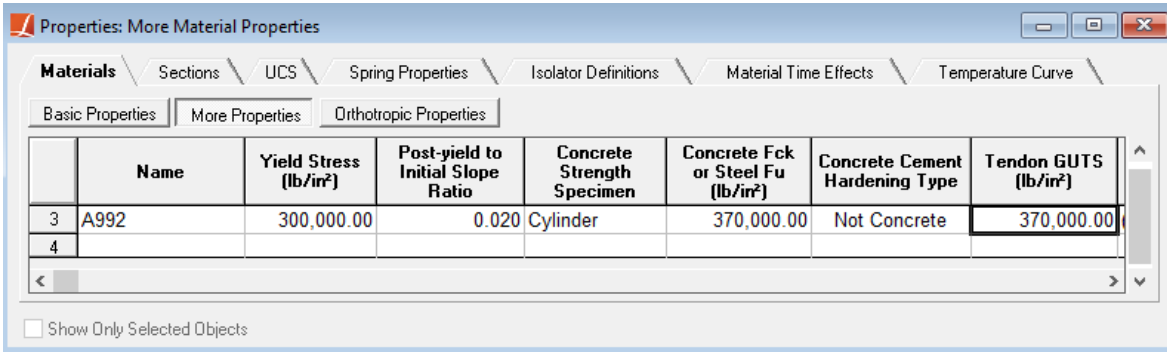 Properties: More Material Properties
Materials Sections UCS Spring Properties Isolator Definitions Material Time Effects Temperature Curve
Basic Properties More Properties Orthotropic Properties
Name Yield Stress (lb/in²) Post-yield to Initial Slope Ratio Concrete Strength Specimen Concrete Fck or Steel Fu (lb/in²) Concrete Cement Hardening Type Tendon GUTS (lb/in²)
3 A992 300,000.00 0.020 Cylinder 370,000.00 Not Concrete 370,000.00
4
Show Only Selected Objects